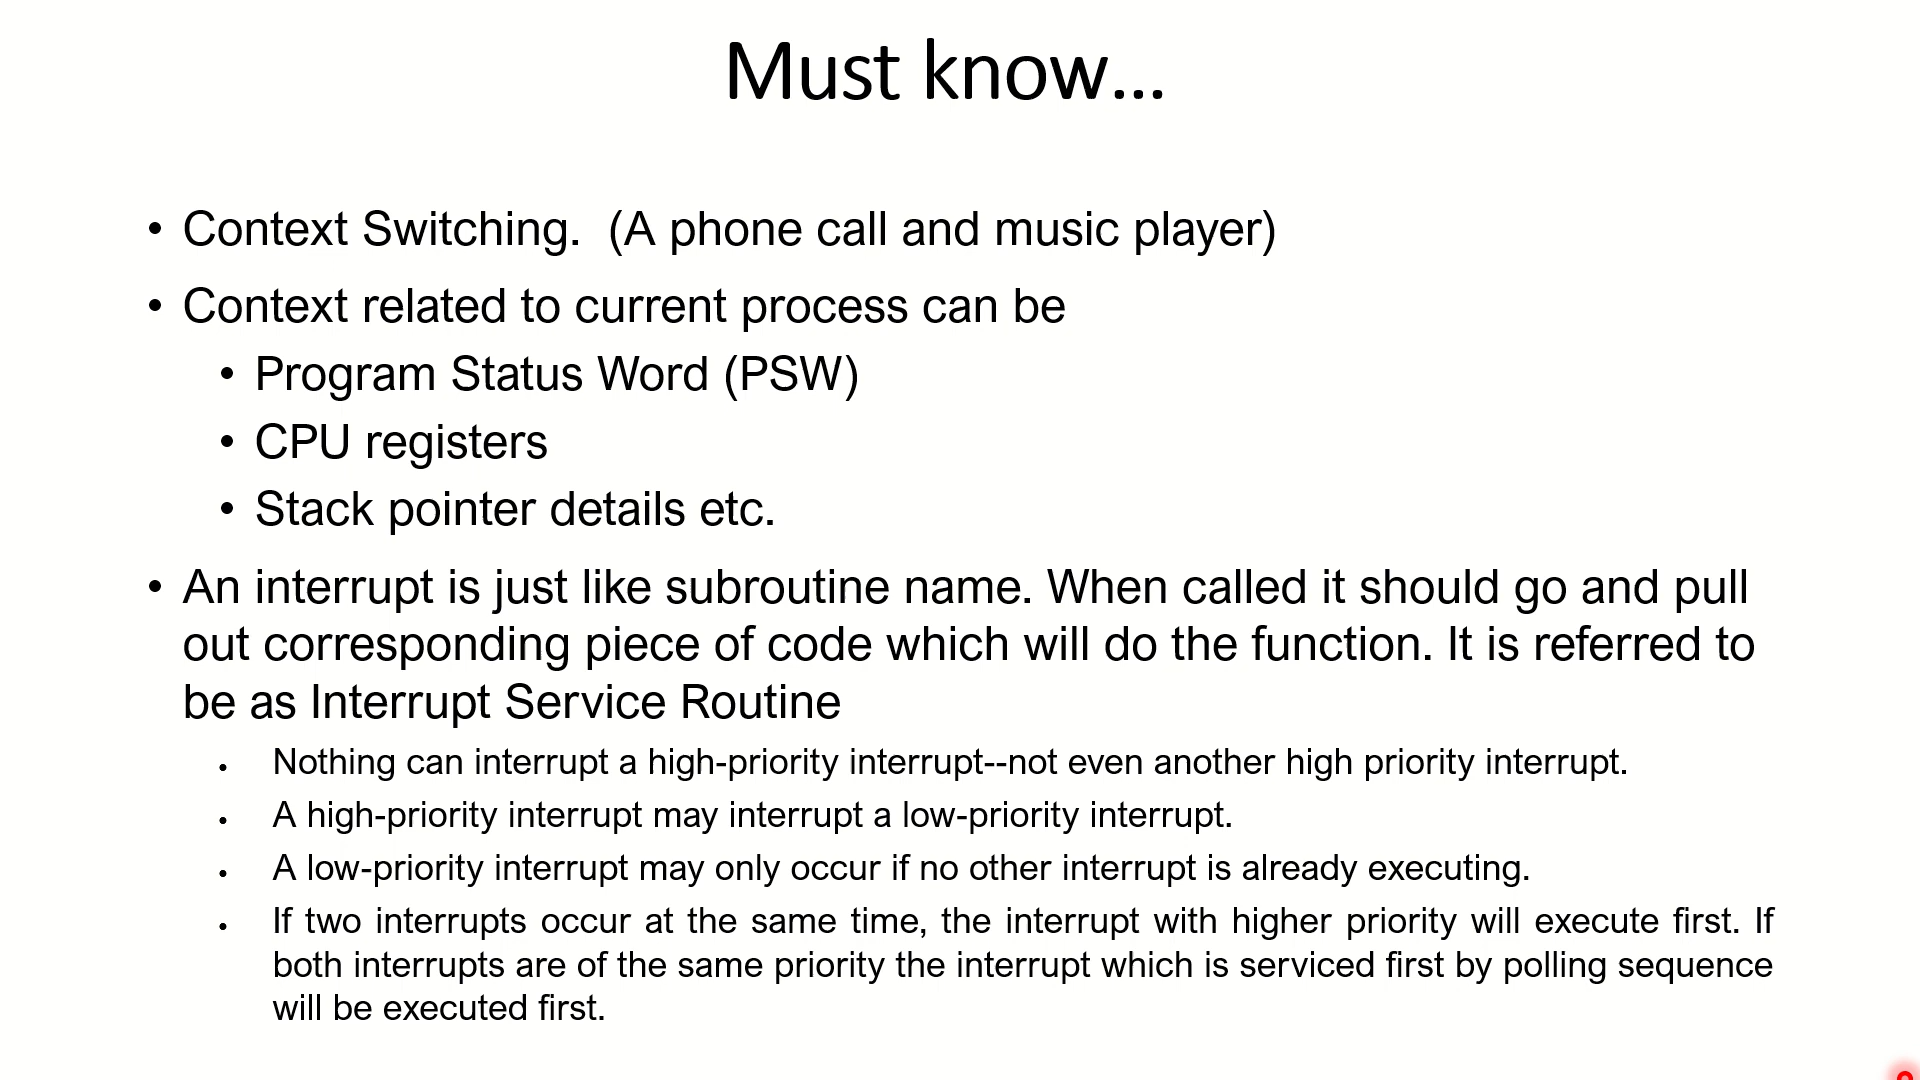 Must know...
• Context Switching.  (A phone call and music player)
• Context related to current process can be
• Program Status Word (PSW)
• CPU registers
• Stack pointer details etc.
• An interrupt is just like subroutine name. When called it should go and pull
out corresponding piece of code which will do the function. It is referred to
be as Interrupt Service Routine
• Nothing can interrupt a high-priority interrupt--not even another high priority interrupt.
• A high-priority interrupt may interrupt a low-priority interrupt.
• A low-priority interrupt may only occur if no other interrupt is already executing.
• If two interrupts occur at the same time, the interrupt with higher priority will execute first. If
both interrupts are of the same priority the interrupt which is serviced first by polling sequence
will be executed first.